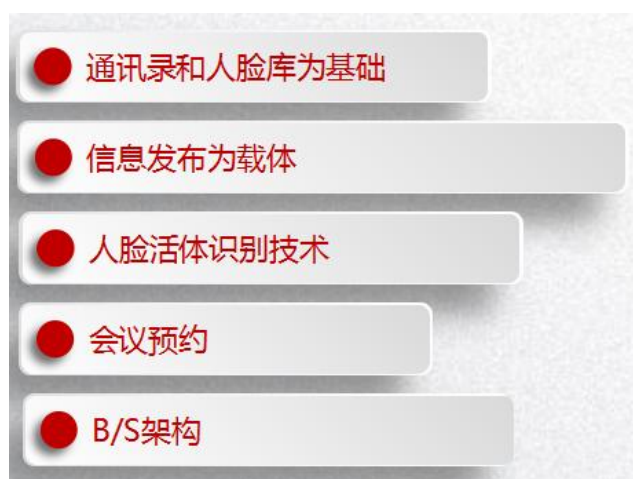 通讯录和人脸库为基础
信息发布为载体
人脸活体识别技术
会议预约
B/S架构